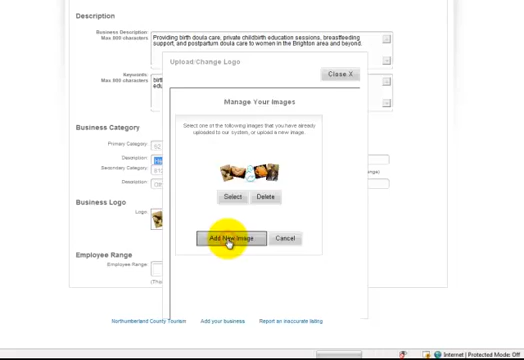 Description
Business Description:
Max 800 characters
Providing birth doula care, private childbirth education sessions, breastfeeding
support, and postpartum doula care to women in the Brighton area and beyond.
Upload/Change Logo
Close X
Keywords:
Max 800 characters
Manage Your Images
Select one of the following images that you have already
uploaded to our system, or upload a new image.
Business Category
Primary Category:
Description:
Secondary Category:
Description:
Select
Delete
Business Logo
Logo:
Add New Image
Cancel
Employee Range
Employee Range:
Northumberland County Tourism
Add your business
Report an inaccurate listing
Internet | Protected Mode: Off